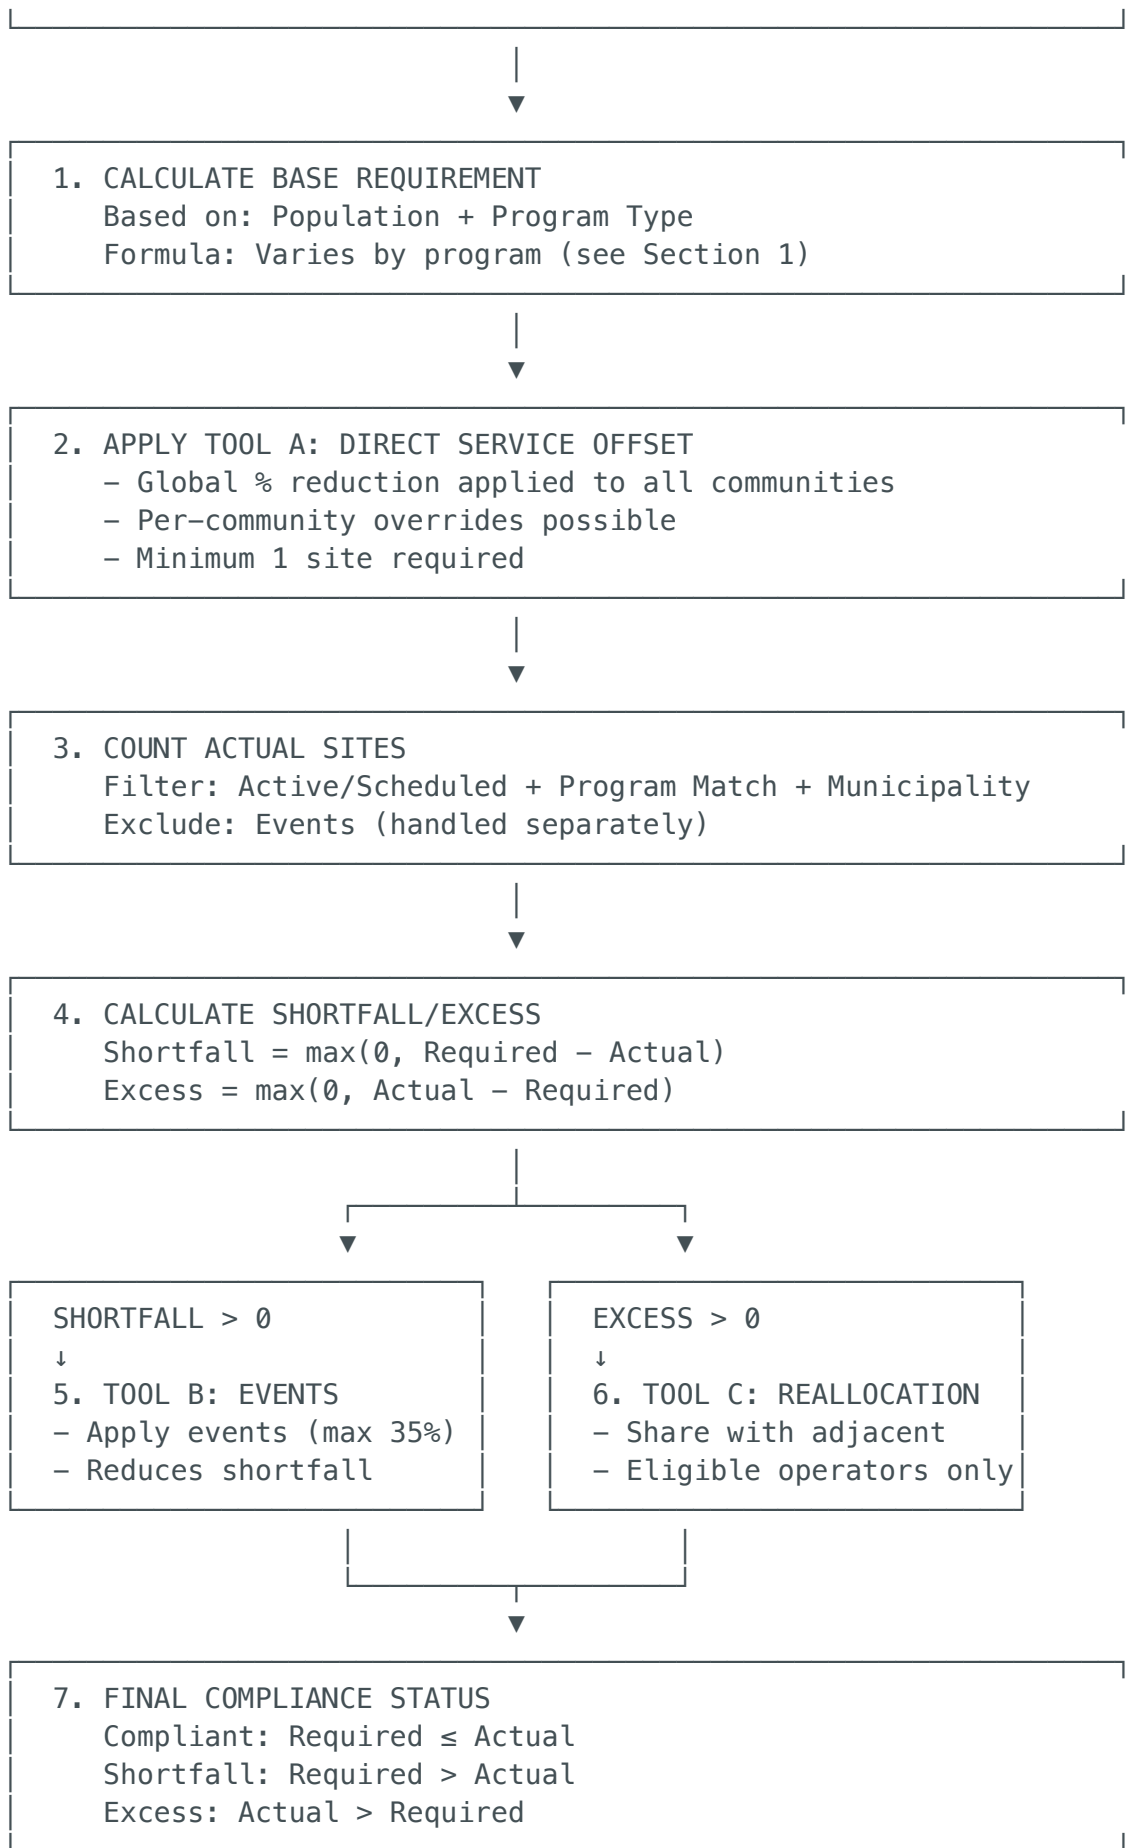 1. CALCULATE BASE REQUIREMENT
Based on: Population + Program Type
Formula: Varies by program (see Section 1)
2. APPLY TOOL A: DIRECT SERVICE OFFSET
– Global % reduction applied to all communities
– Per–community overrides possible
– Minimum 1 site required
3. COUNT ACTUAL SITES
Filter: Active/Scheduled + Program Match + Municipality
Exclude: Events (handled separately)
4. CALCULATE SHORTFALL/EXCESS
Shortfall = max(0, Required – Actual)
Excess = max(0, Actual – Required)
SHORTFALL > 0
↓
5. TOOL B: EVENTS
– Apply events (max 35%)
– Reduces shortfall
EXCESS > 0
↓
6. TOOL C: REALLOCATION
– Share with adjacent
– Eligible operators only
7. FINAL COMPLIANCE STATUS
Compliant: Required ≤ Actual
Shortfall: Required > Actual
Excess: Actual > Required